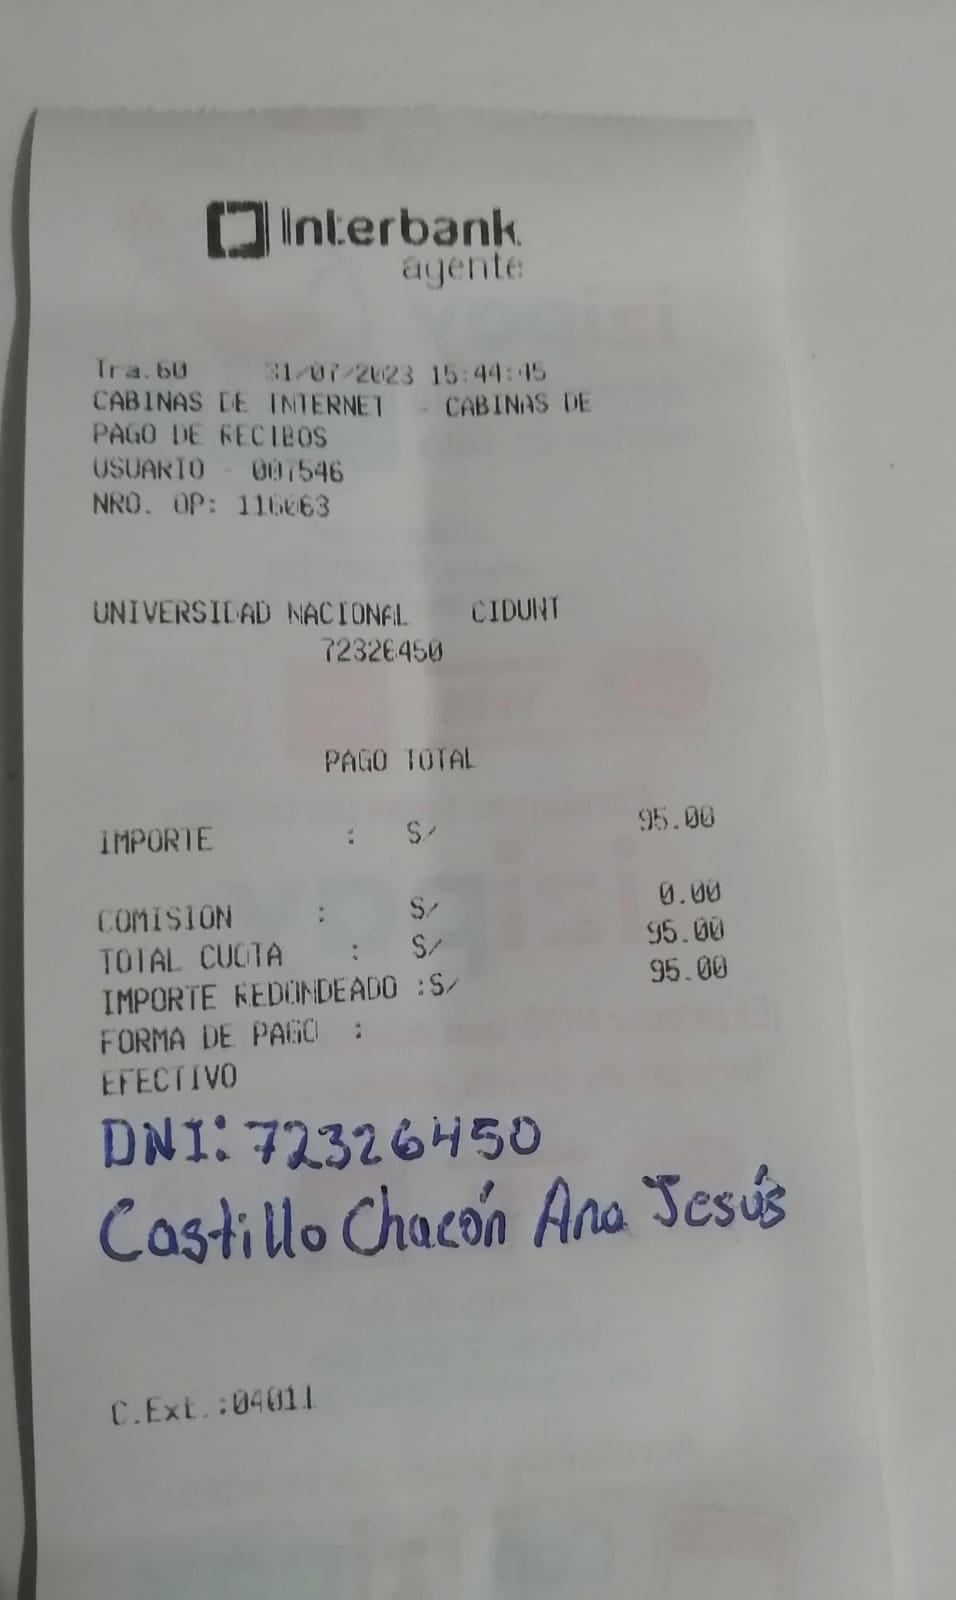 Interbank
agente
Tra.60 31/07/2023 15:44:45
CABINAS DE INTERNET - CABINAS DE
PAGO DE RECIBOS
USUARIO - 007546
NRO. OP: 116063
UNIVERSIDAD NACIONAL CIDUNT
72326450
PAGO TOTAL
IMPORTE : S/ 95.00
COMISION : S/ 0.00
TOTAL CUOTA : S/ 95.00
IMPORTE REDONDEADO :S/ 95.00
FORMA DE PAGO :
EFECTIVO
DNI: 72326450
Castillo Chacón Ana Jesús
C.Ext.:04011